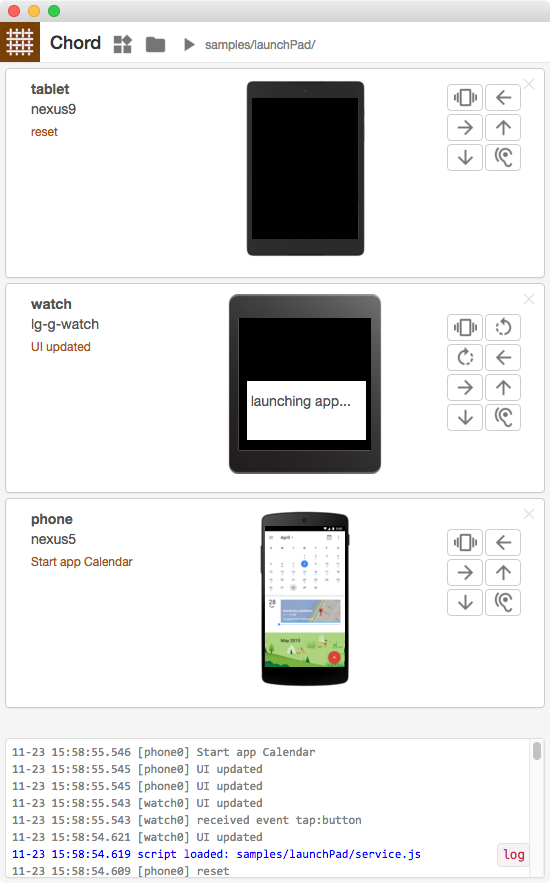 Chord
samples/launchPad/
tablet
nexus9
reset
watch
lg-g-watch
UI updated
launching app...
phone
nexus5
Start app Calendar
April
28
May 2015
11-23 15:58:55.546 [phone0] Start app Calendar
11-23 15:58:55.545 [phone0] UI updated
11-23 15:58:55.545 [phone0] UI updated
11-23 15:58:55.543 [watch0] UI updated
11-23 15:58:55.543 [watch0] received event tap:button
11-23 15:58:54.621 [watch0] UI updated
11-23 15:58:54.619 script loaded: samples/launchPad/service.js
log
11-23 15:58:54.609 [phone0] reset